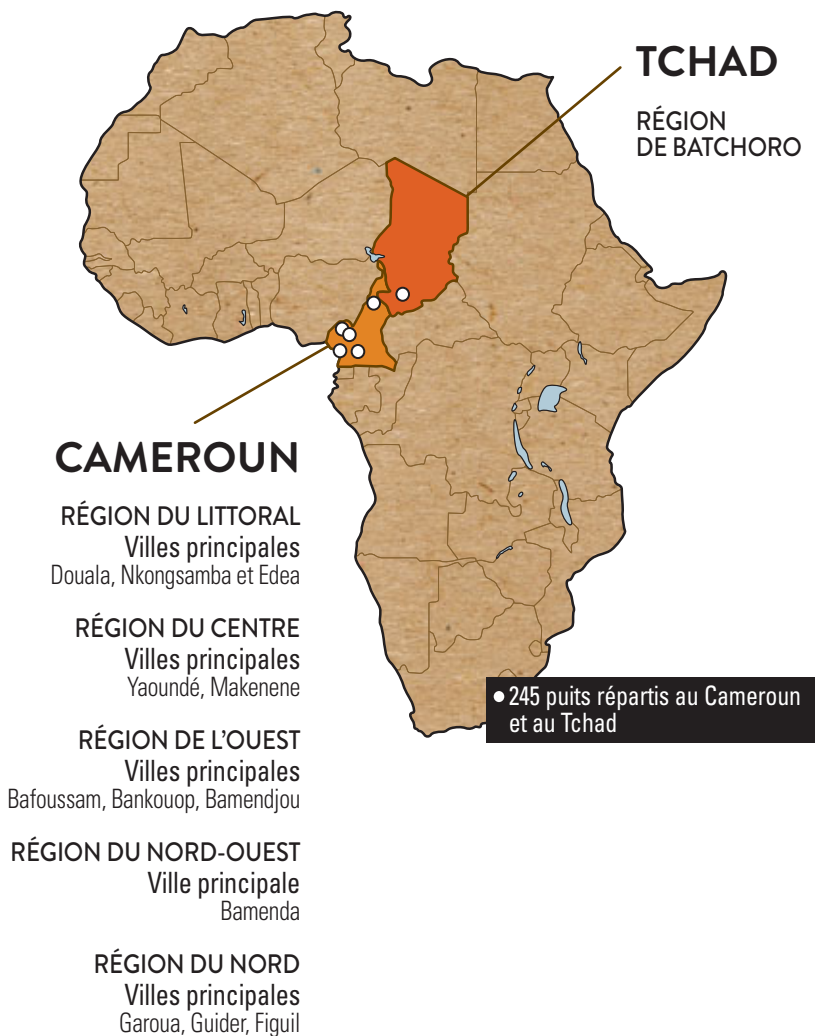 TCHAD
RÉGION
DE BATCHORO
CAMEROUN
RÉGION DU LITTORAL
Villes principales
Douala, Nkongsamba et Edea
RÉGION DU CENTRE
Villes principales
Yaoundé, Makenene
RÉGION DE L’OUEST
Villes principales
Bafoussam, Bankouop, Bamendjou
RÉGION DU NORD-OUEST
Ville principale
Bamenda
RÉGION DU NORD
Villes principales
Garoua, Guider, Figuil
• 245 puits répartis au Cameroun
et au Tchad